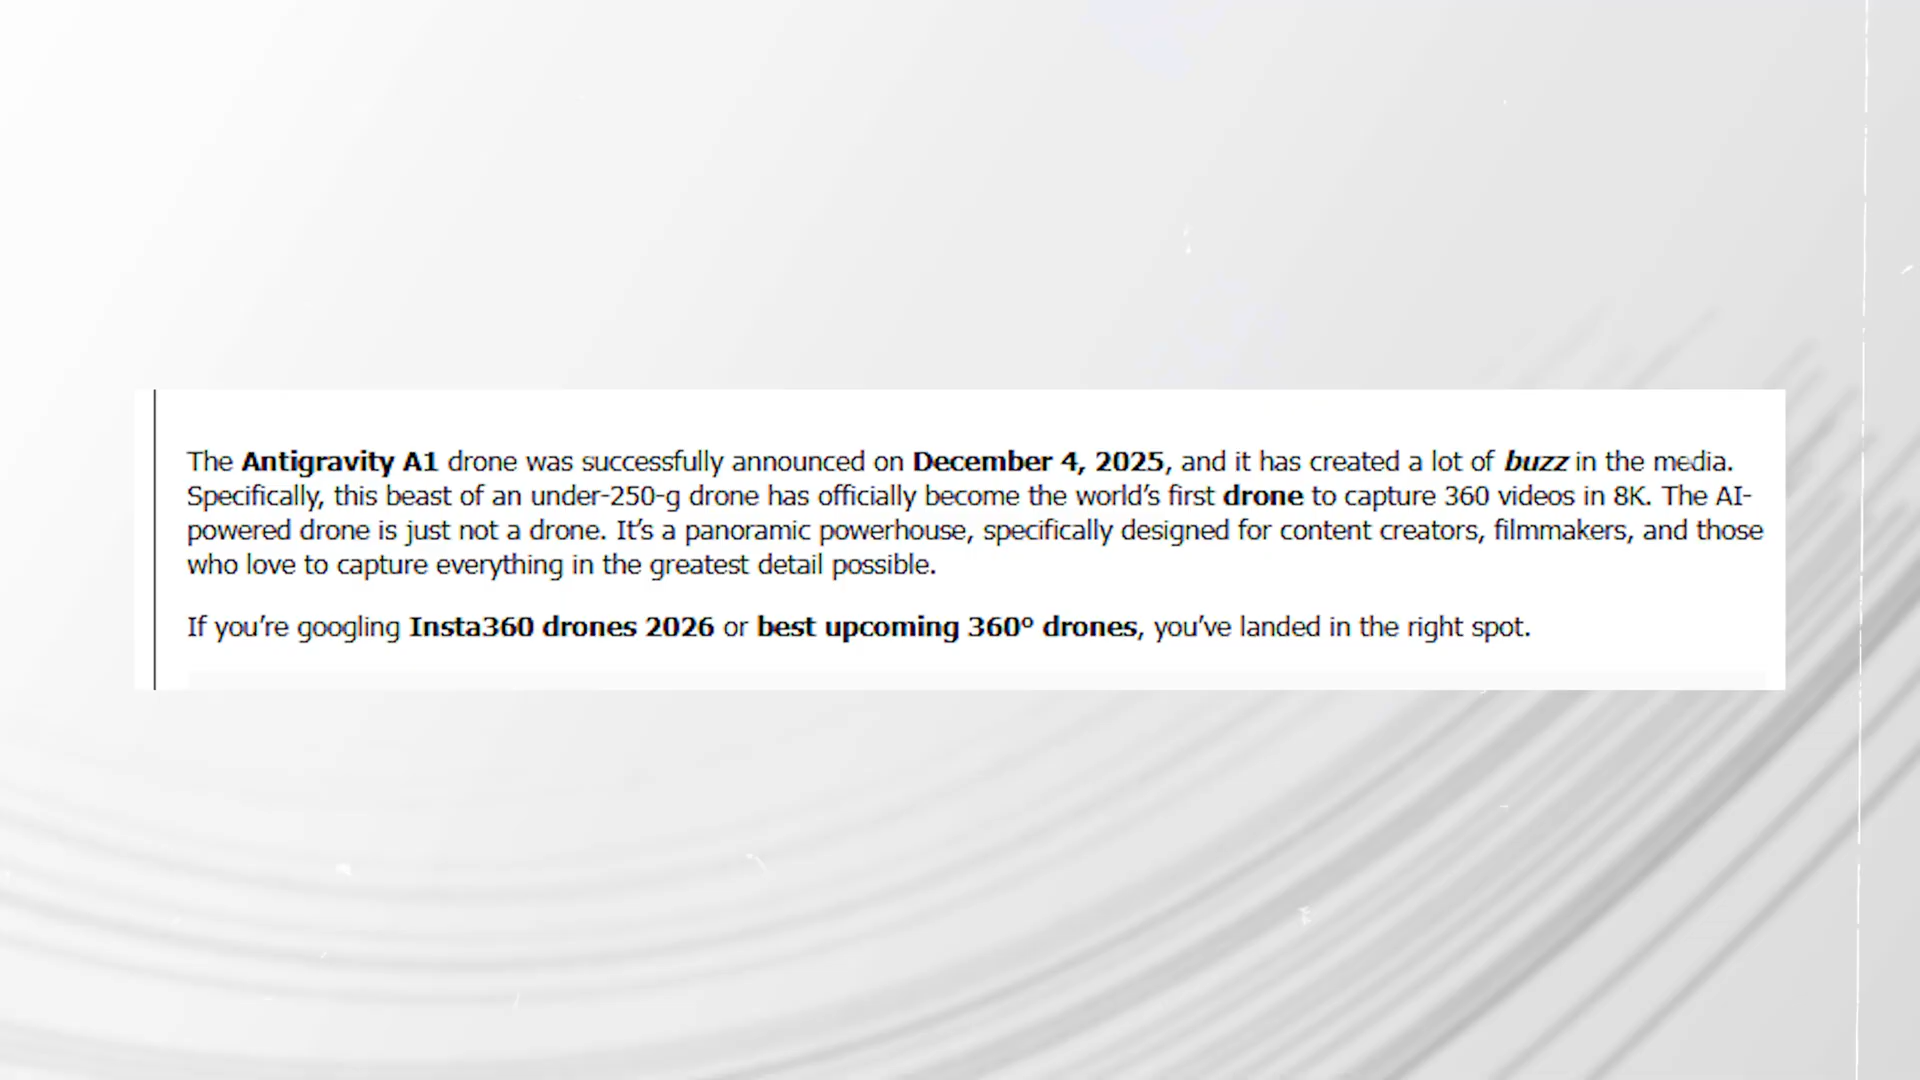 The Antigravity A1 drone was successfully announced on December 4, 2025, and it has created a lot of buzz in the media.
Specifically, this beast of an under-250-g drone has officially become the world's first drone to capture 360 videos in 8K. The AI-
powered drone is just not a drone. It's a panoramic powerhouse, specifically designed for content creators, filmmakers, and those
who love to capture everything in the greatest detail possible.
If you're googling Insta360 drones 2026 or best upcoming 360º drones, you've landed in the right spot.